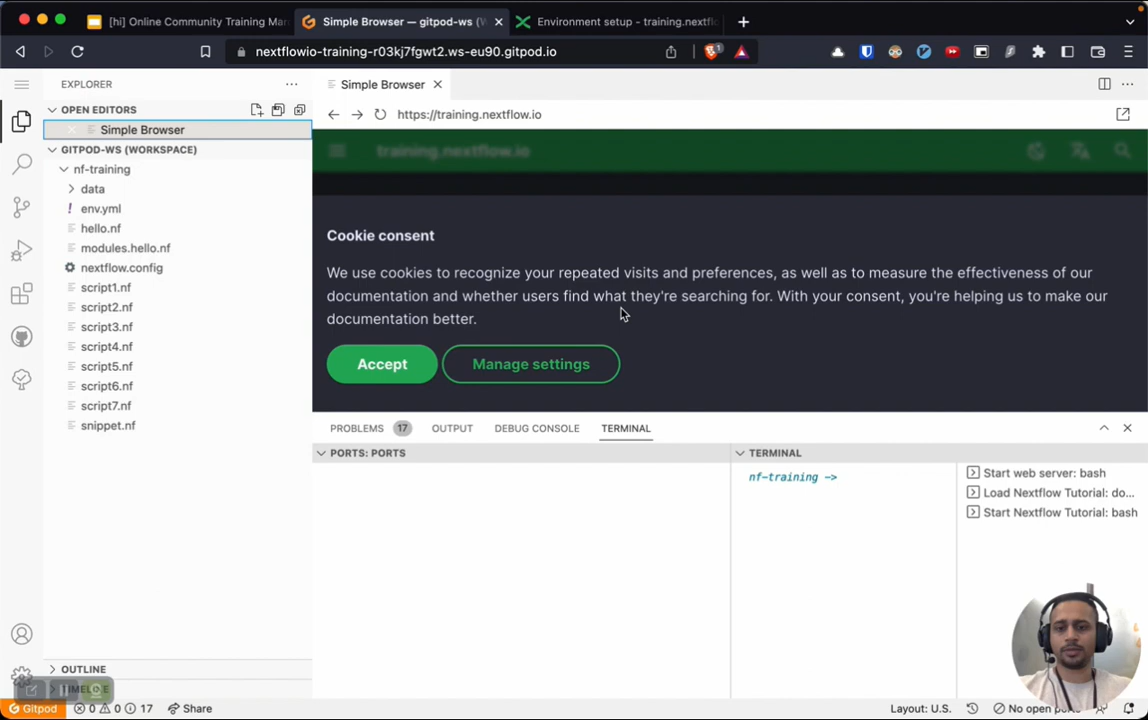 [hi] Online Community Training Mar
Simple Browser — gitpod-ws (W
Environment setup - training.nextflo
nextflowio-training-r03kj7fgwt2.ws-eu90.gitpod.io
1
EXPLORER
Simple Browser
OPEN EDITORS
https://training.nextflow.io
Simple Browser
GITPOD-WS (WORKSPACE)
training.nextflow.io
nf-training
data
! env.yml
hello.nf
modules.hello.nf
nextflow.config
script1.nf
script2.nf
script3.nf
script4.nf
script5.nf
script6.nf
script7.nf
snippet.nf
Cookie consent
We use cookies to recognize your repeated visits and preferences, as well as to measure the effectiveness of our
documentation and whether users find what they're searching for. With your consent, you're helping us to make our
documentation better.
Accept
Manage settings
PROBLEMS 17 OUTPUT DEBUG CONSOLE TERMINAL
PORTS: PORTS
TERMINAL
nf-training ->
Start web server: bash
Load Nextflow Tutorial: do...
Start Nextflow Tutorial: bash
OUTLINE
TIMELINE
Gitpod 0 0 17 Share
Layout: U.S.
No open ports